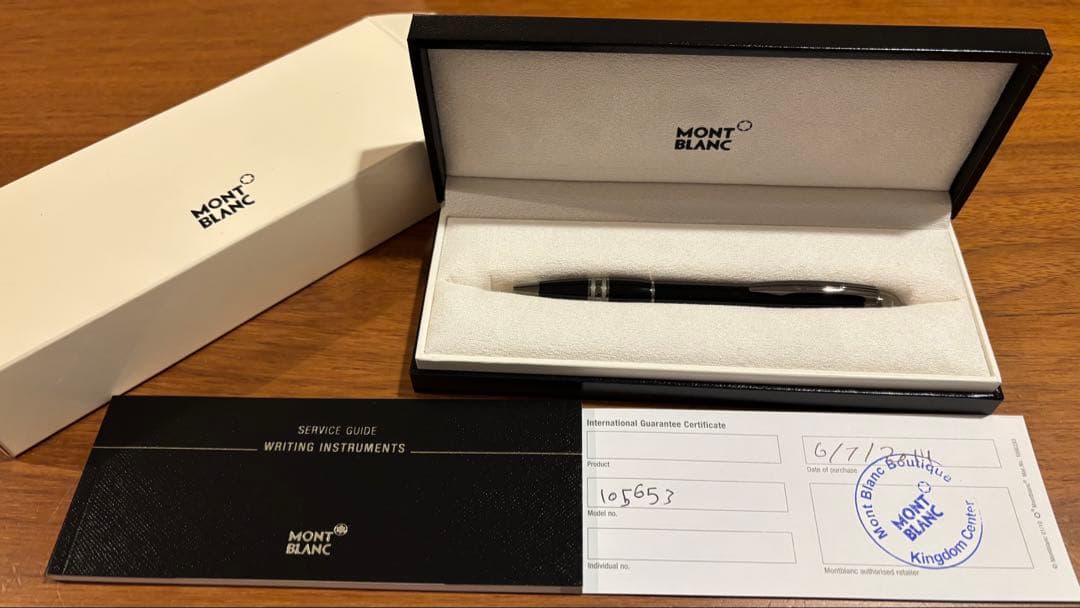 MONT
BLANC
MONT
BLANC
SERVICE GUIDE
WRITING INSTRUMENTS
MONT
BLANC
International Guarantee Certificate
Product
105653
Model no.
Individual no.
6/7/2014
Date of purchase
Mont Blanc Boutique
MONT
BLANC
Kingdom Center
Montblanc authorised retailer